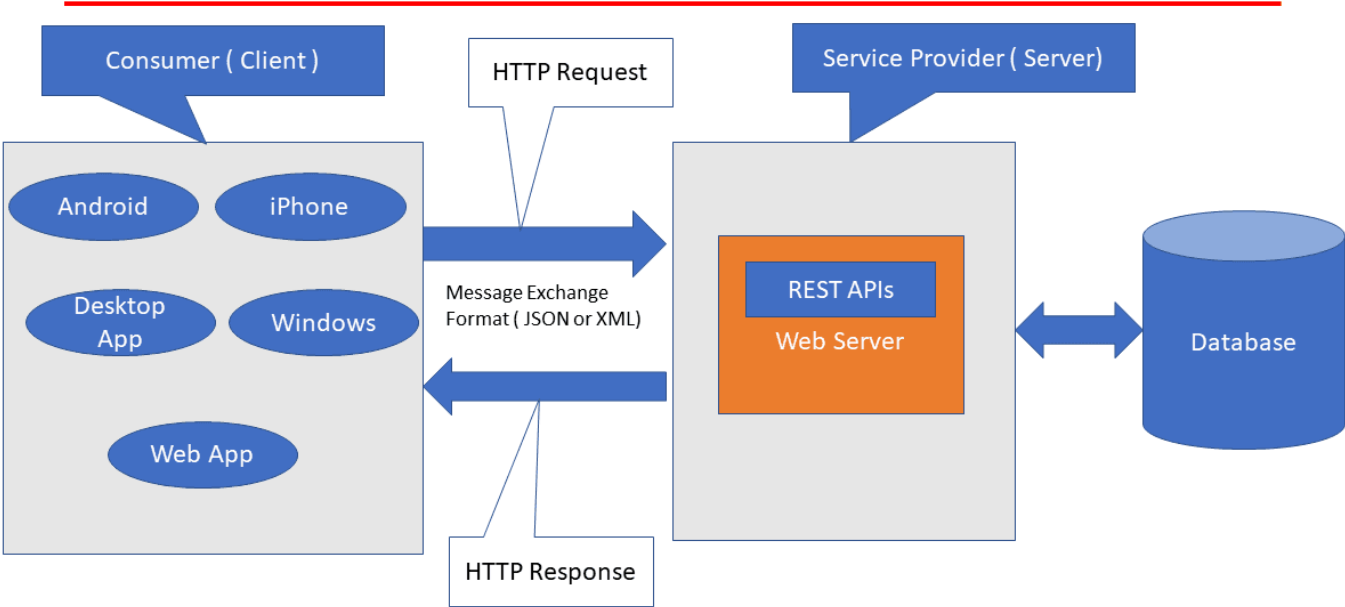 Consumer ( Client )
HTTP Request
Service Provider ( Server)
Android
iPhone
Desktop
App
Windows
Web App
Message Exchange
Format ( JSON or XML)
REST APIs
Web Server
Database
HTTP Response